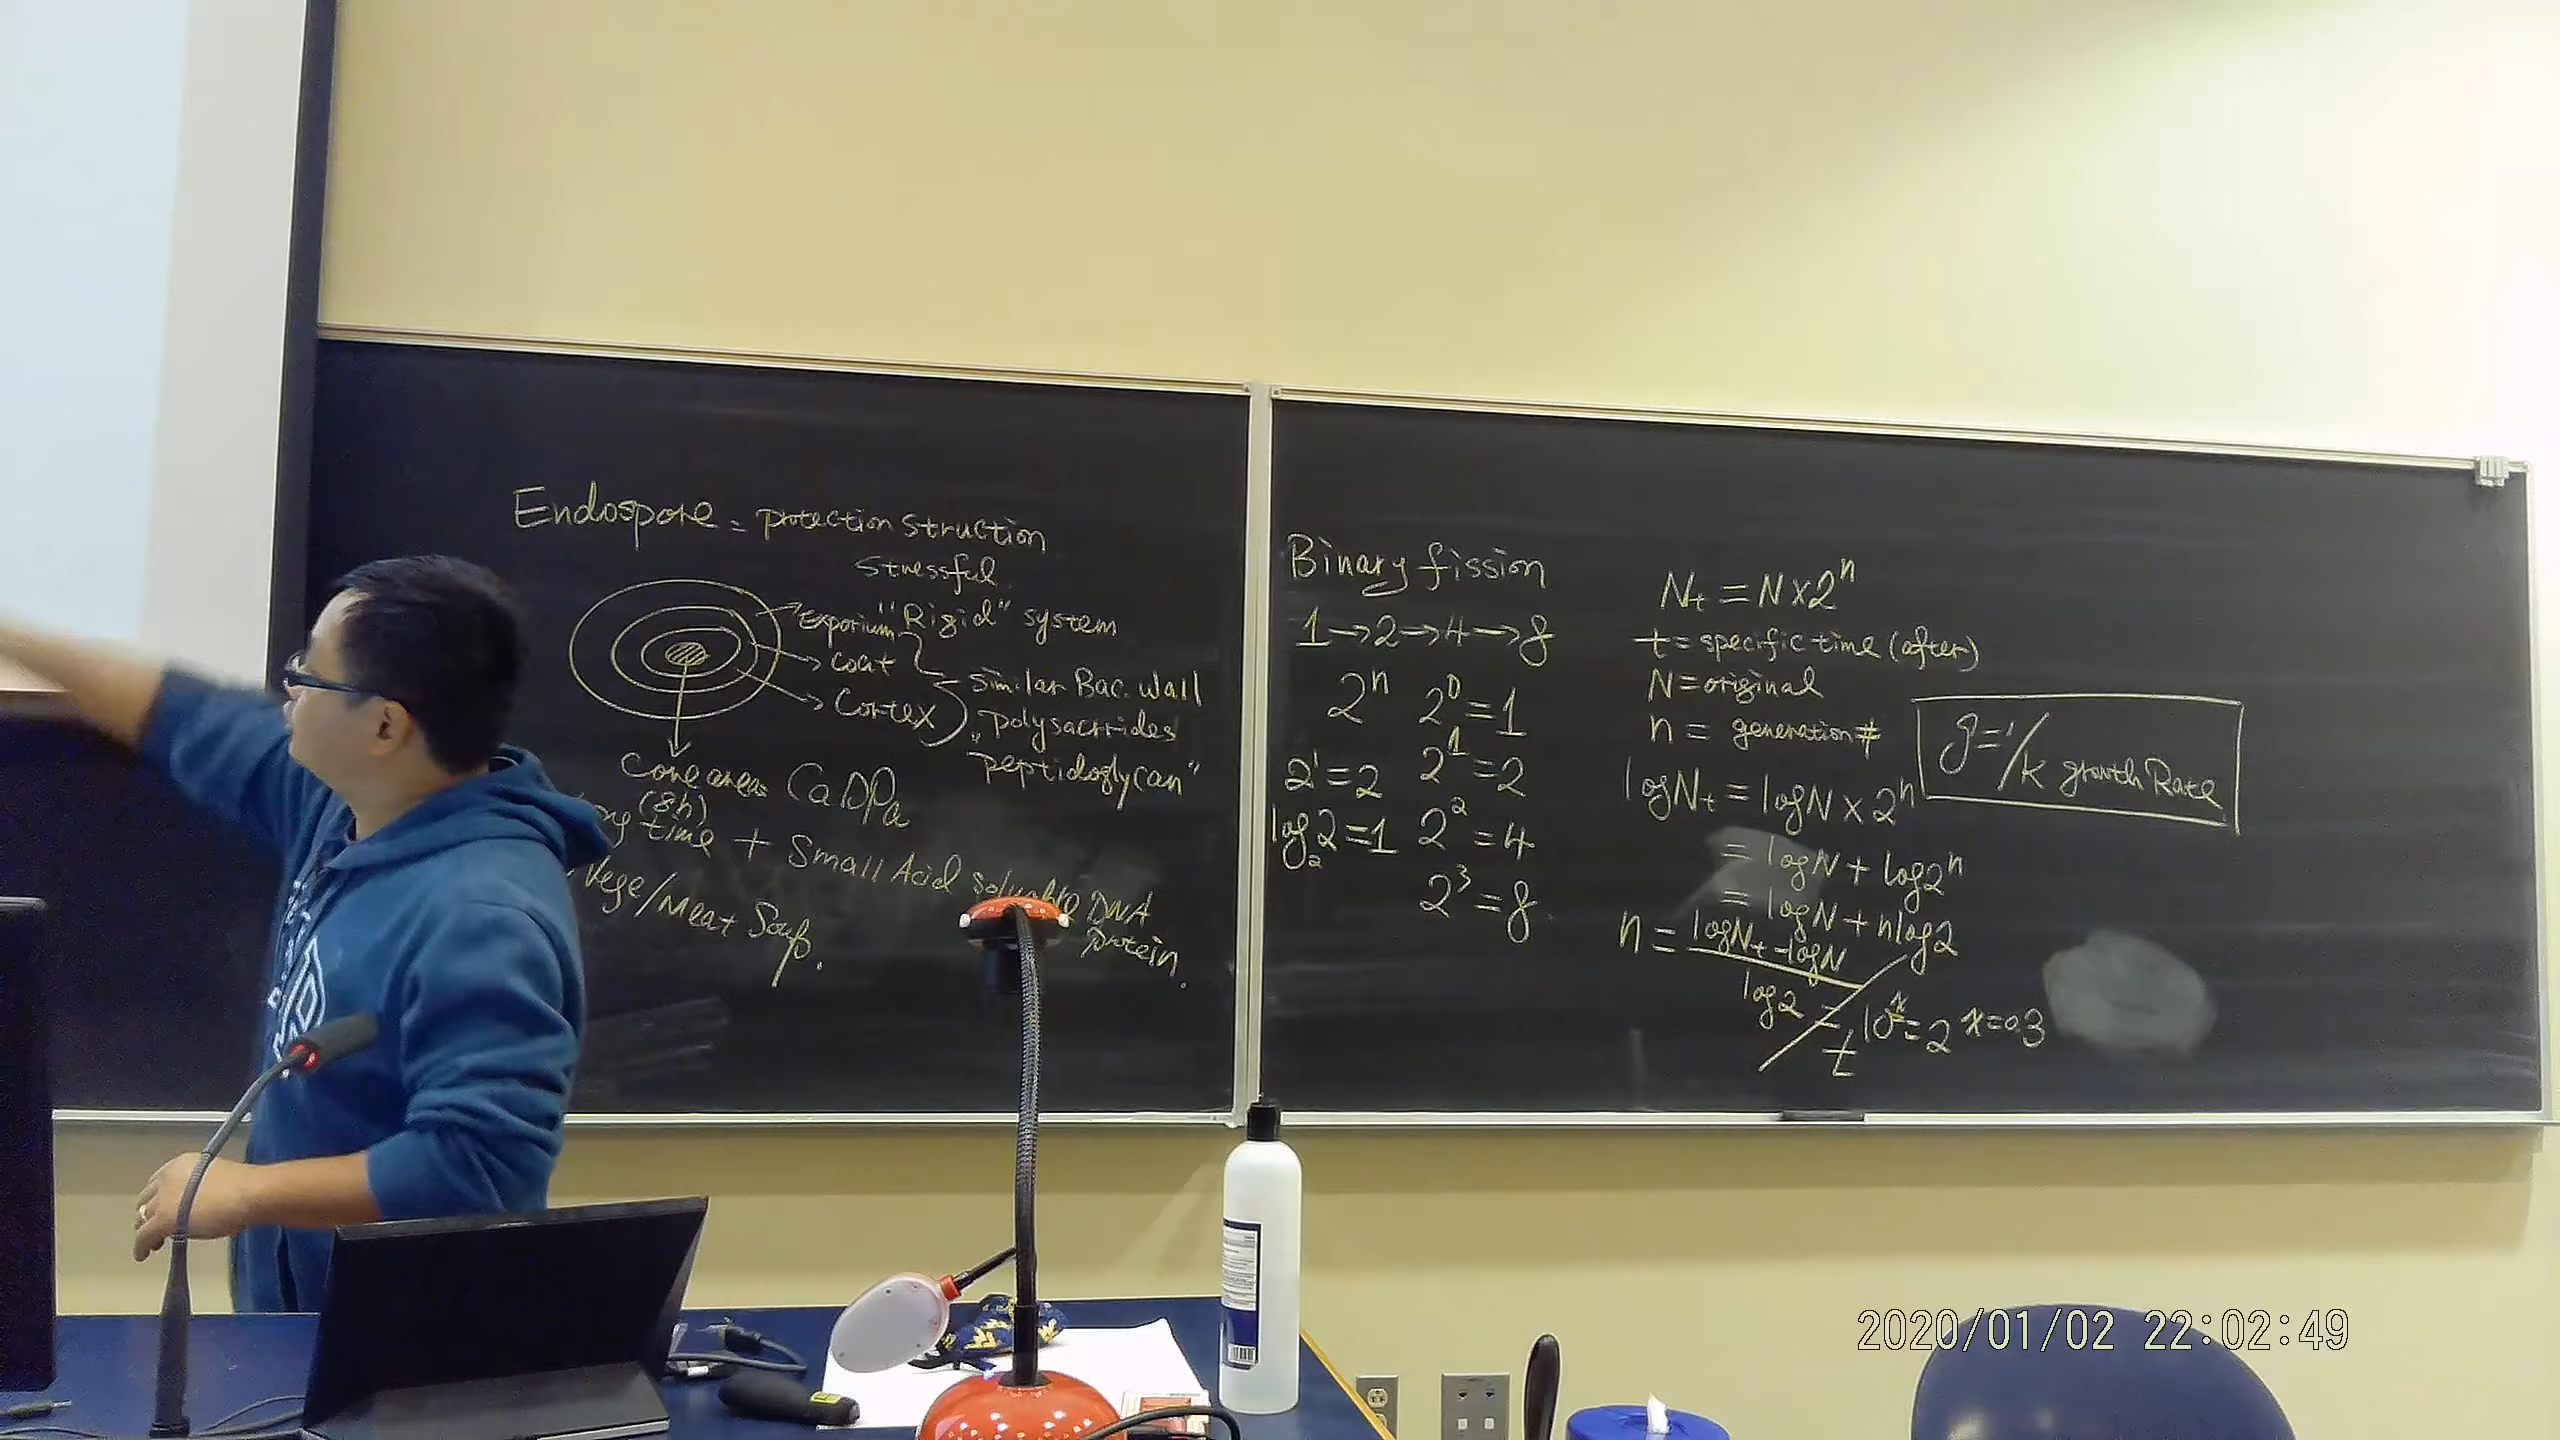 Endospore = protection struction
stressful
Exporium "Rigid" system
coat
similar Bac. Wall
Cortex
polysactrides
"peptidoglycan"
Core area: CaDPa
(8h)
time + Small Acid soluable DNA
protein.
Vege/Meat Soup.
Binary fission
1→2→4→8
2ⁿ 2⁰=1
2¹=2 2¹=2
log₂2=1 2²=4
2³=8
Nt = N×2ⁿ
t = specific time (after)
N = original
n = generation #
g=1/k growth Rate
logNt = logN×2ⁿ
= logN + log2ⁿ
= logN + nlog2
n = logNt - logN
log2 = 10ˣ=2 x=0.3
t
2020/01/02 22:02:49